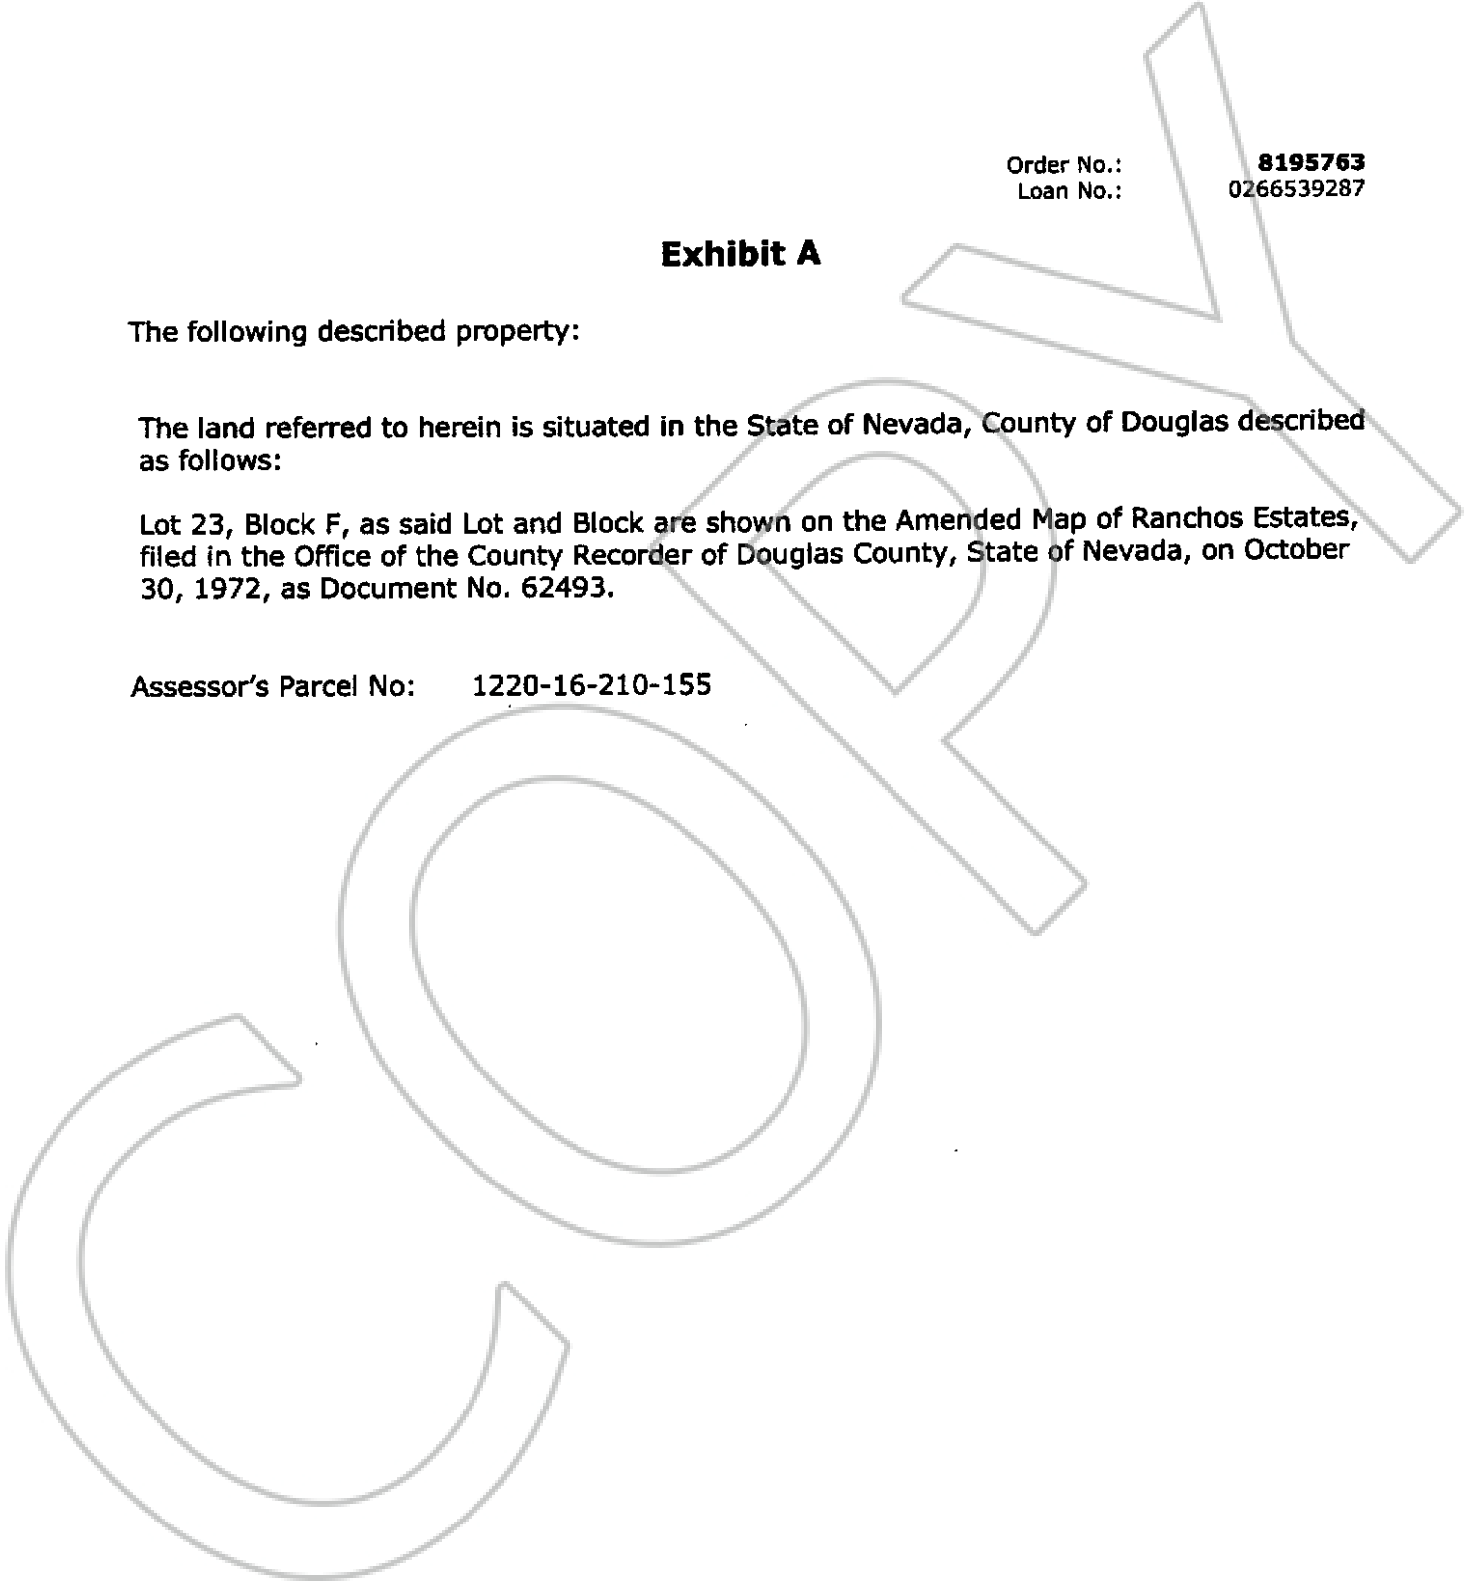 Order No.: 8195763
Loan No.: 0266539287
Exhibit A
The following described property:
The land referred to herein is situated in the State of Nevada, County of Douglas described
as follows:
Lot 23, Block F, as said Lot and Block are shown on the Amended Map of Ranchos Estates,
filed in the Office of the County Recorder of Douglas County, State of Nevada, on October
30, 1972, as Document No. 62493.
Assessor's Parcel No: 1220-16-210-155
COPY